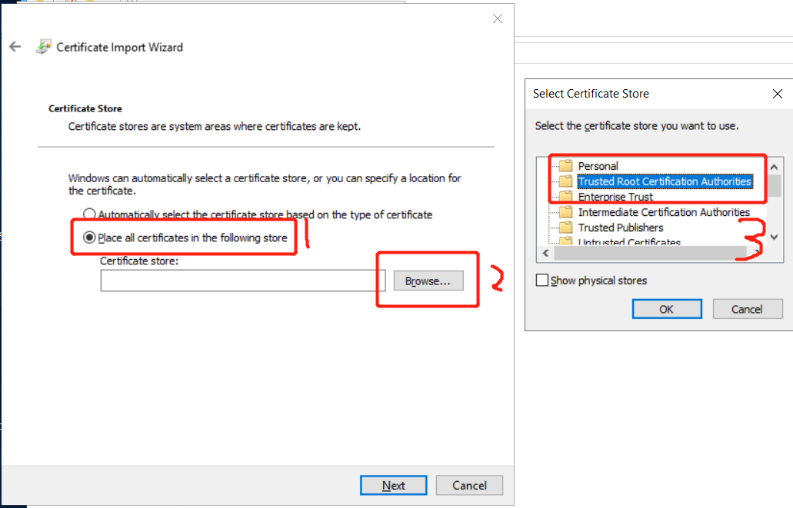 Certificate Import Wizard
Certificate Store
Certificate stores are system areas where certificates are kept.
Windows can automatically select a certificate store, or you can specify a location for
the certificate.
Automatically select the certificate store based on the type of certificate
Place all certificates in the following store
1
Certificate store:
Browse...
2
Next
Cancel
Select Certificate Store
Select the certificate store you want to use.
Personal
Trusted Root Certification Authorities
Enterprise Trust
Intermediate Certification Authorities
Trusted Publishers
Untrusted Certificates
3
Show physical stores
OK
Cancel